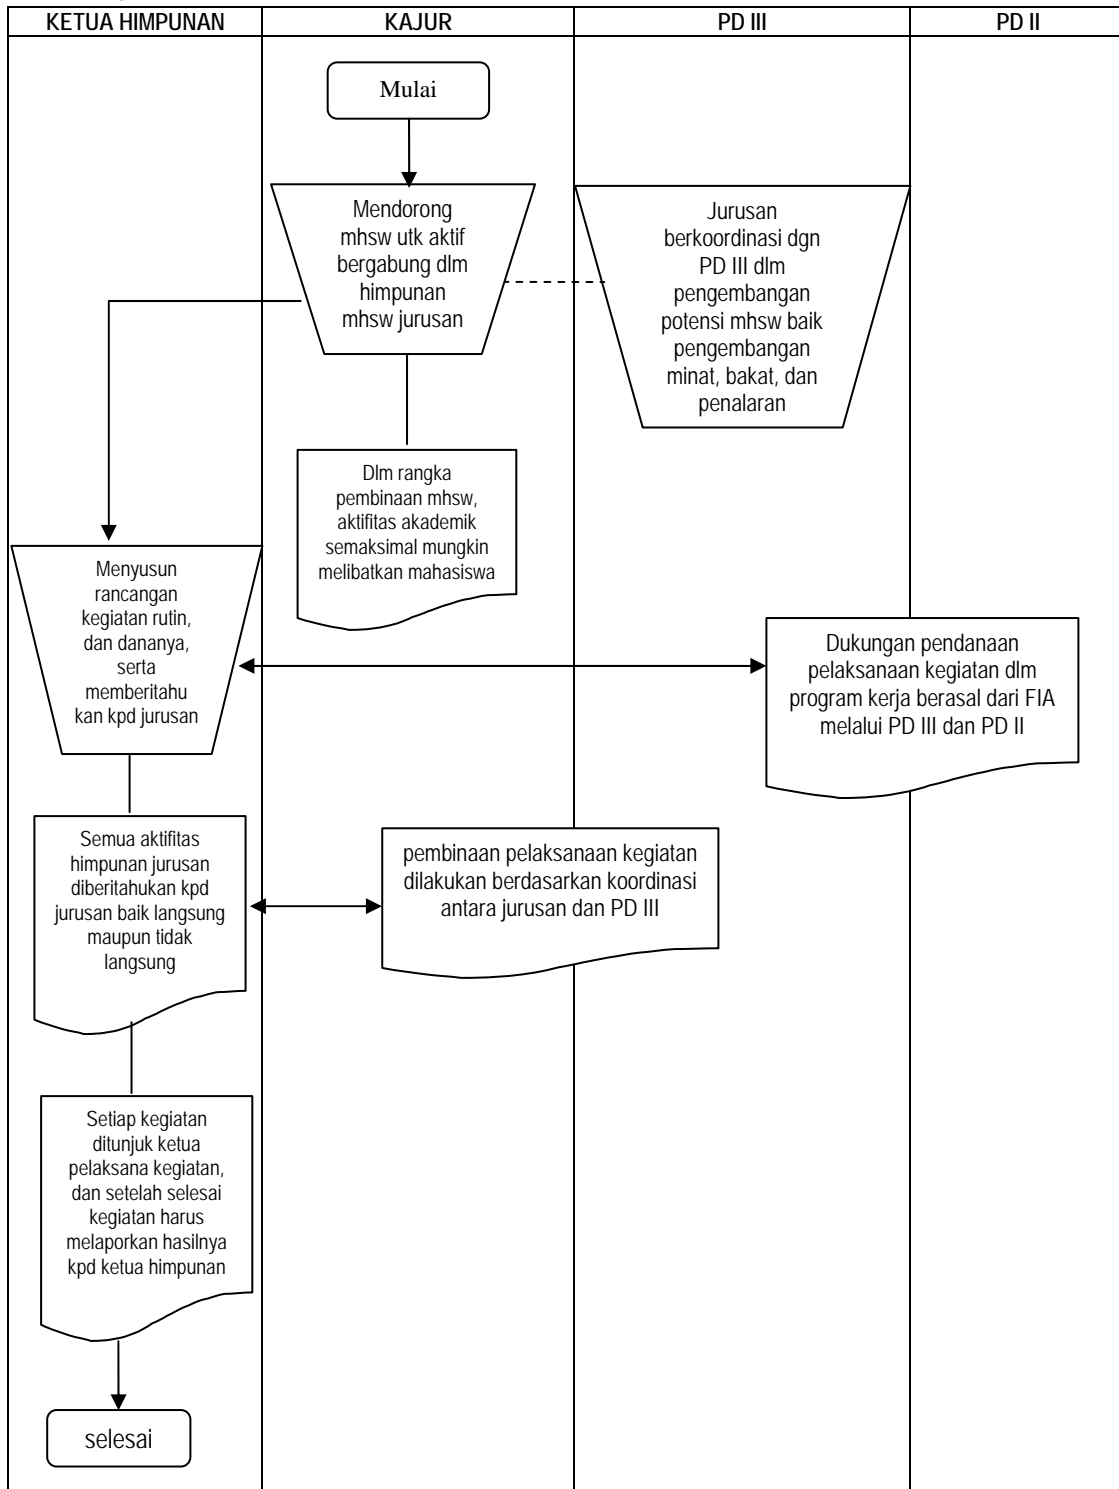 KETUA HIMPUNAN
KAJUR
PD III
PD II
Mulai
Mendorong
mhsw utk aktif
bergabung dlm
himpunan
mhsw jurusan
Jurusan
berkoordinasi dgn
PD III dlm
pengembangan
potensi mhsw baik
pengembangan
minat, bakat, dan
penalaran
Dlm rangka
pembinaan mhsw,
aktifitas akademik
semaksimal mungkin
melibatkan mahasiswa
Menyusun
rancangan
kegiatan rutin,
dan dananya,
serta
memberitahu
kan kpd jurusan
Dukungan pendanaan
pelaksanaan kegiatan dlm
program kerja berasal dari FIA
melalui PD III dan PD II
Semua aktifitas
himpunan jurusan
diberitahukan kpd
jurusan baik langsung
maupun tidak
langsung
pembinaan pelaksanaan kegiatan
dilakukan berdasarkan koordinasi
antara jurusan dan PD III
Setiap kegiatan
ditunjuk ketua
pelaksana kegiatan,
dan setelah selesai
kegiatan harus
melaporkan hasilnya
kpd ketua himpunan
selesai